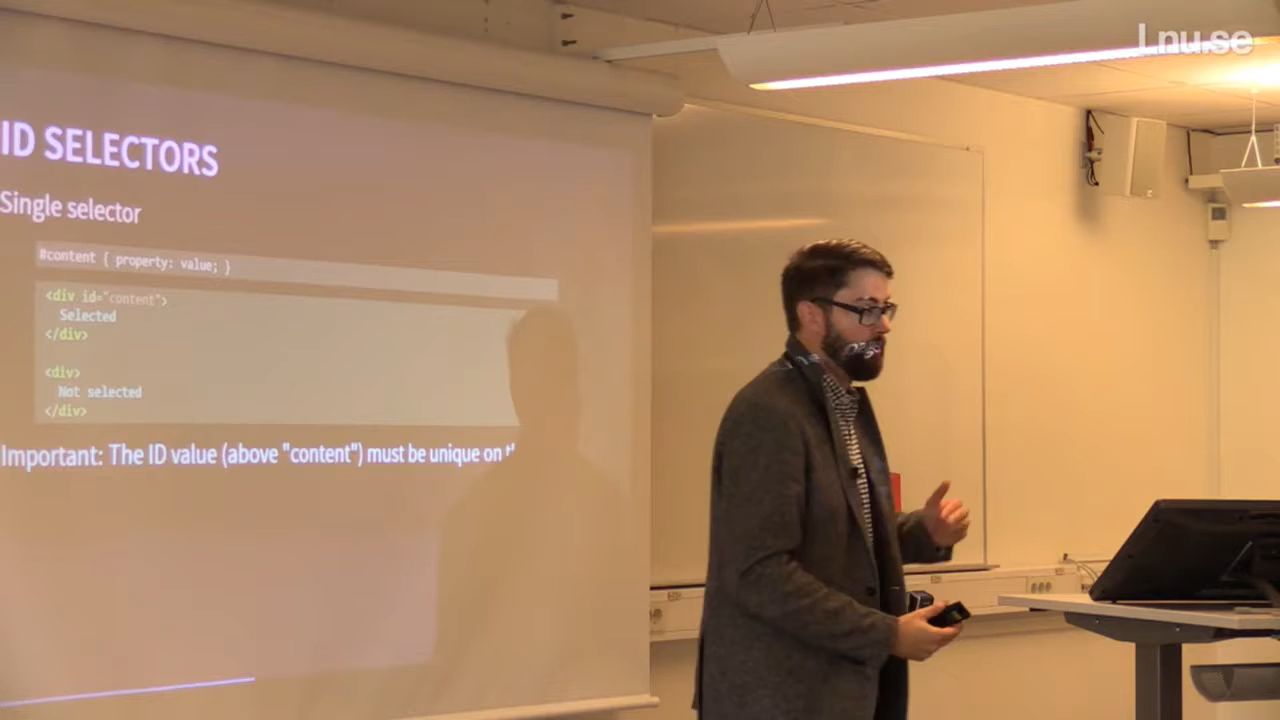 Lnu.se
ID SELECTORS
Single selector
#content { property: value; }
<div id="content">
Selected
</div>
<div>
Not selected
</div>
Important: The ID value (above "content") must be unique on